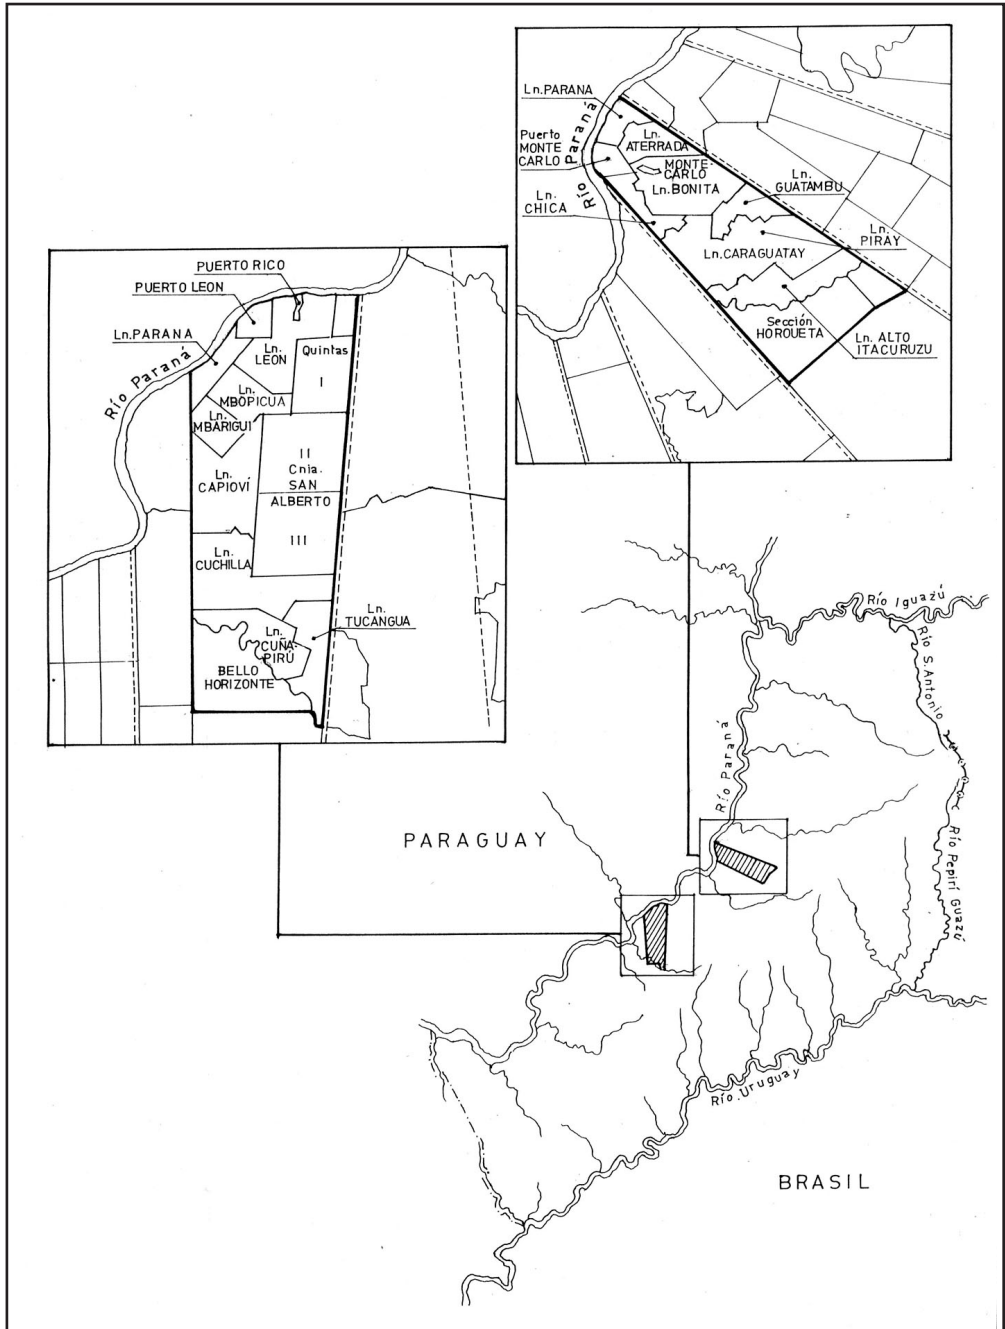 Ln.PARANA
Puerto
MONTE
CARLO
Río Paraná
Ln.
ATERRADA
MONTE-
CARLO
Ln.BONITA
Ln.
CHICA
Ln.
GUATAMBU
Ln.
PIRAY
Ln.CARAGUATAY
Sección
HORQUETA
Ln. ALTO
ITACURUZU
PUERTO RICO
PUERTO LEON
Ln.PARANA
Río Paraná
Ln.
LEON
Quintas
I
Ln.
MBOPICUA
Ln.
MBARIGUI
II
Cnia.
SAN
ALBERTO
III
Ln.
CAPIOVÍ
Ln.
CUCHILLA
Ln.
TUCANGUA
Ln.
CUÑA-
PIRÚ
BELLO
HORIZONTE
Río Iguazú
Río S. Antonio
Río Paraná
PARAGUAY
Río Pepirí Guazú
Río. Uruguay
BRASIL